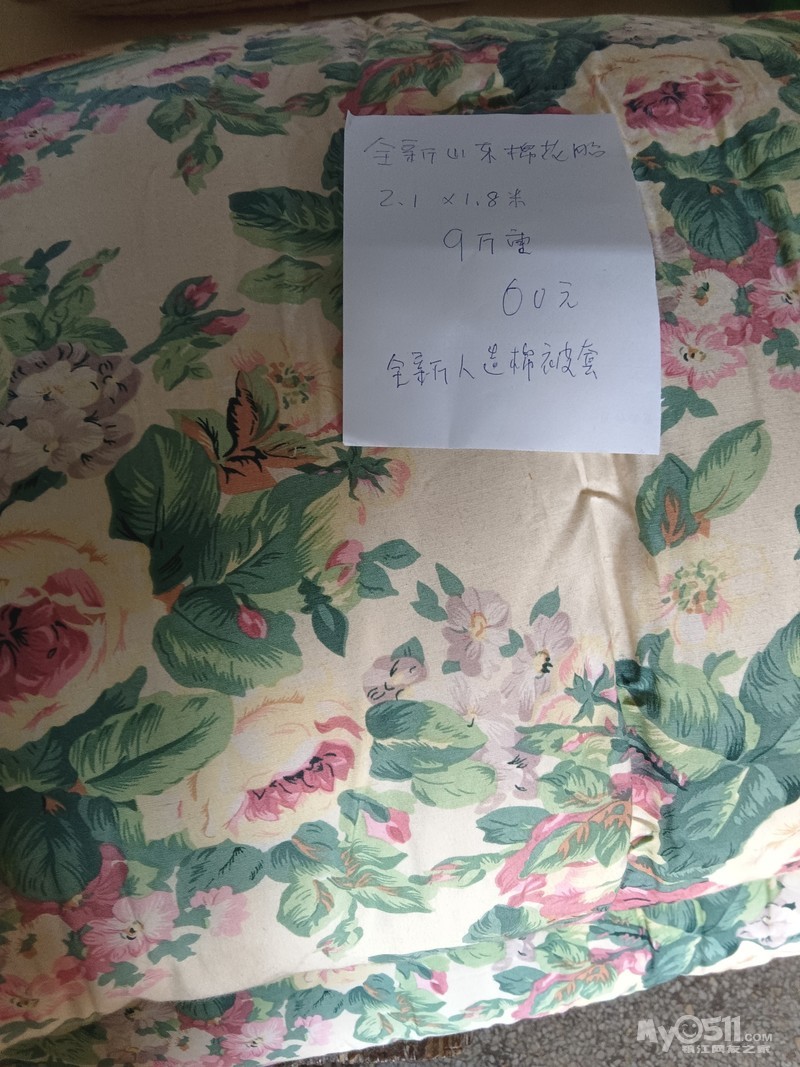 全新山东棉花胎
2.1×1.8米
9斤重
60元
全新人造棉被套
My0511.COM
镇江网友之家